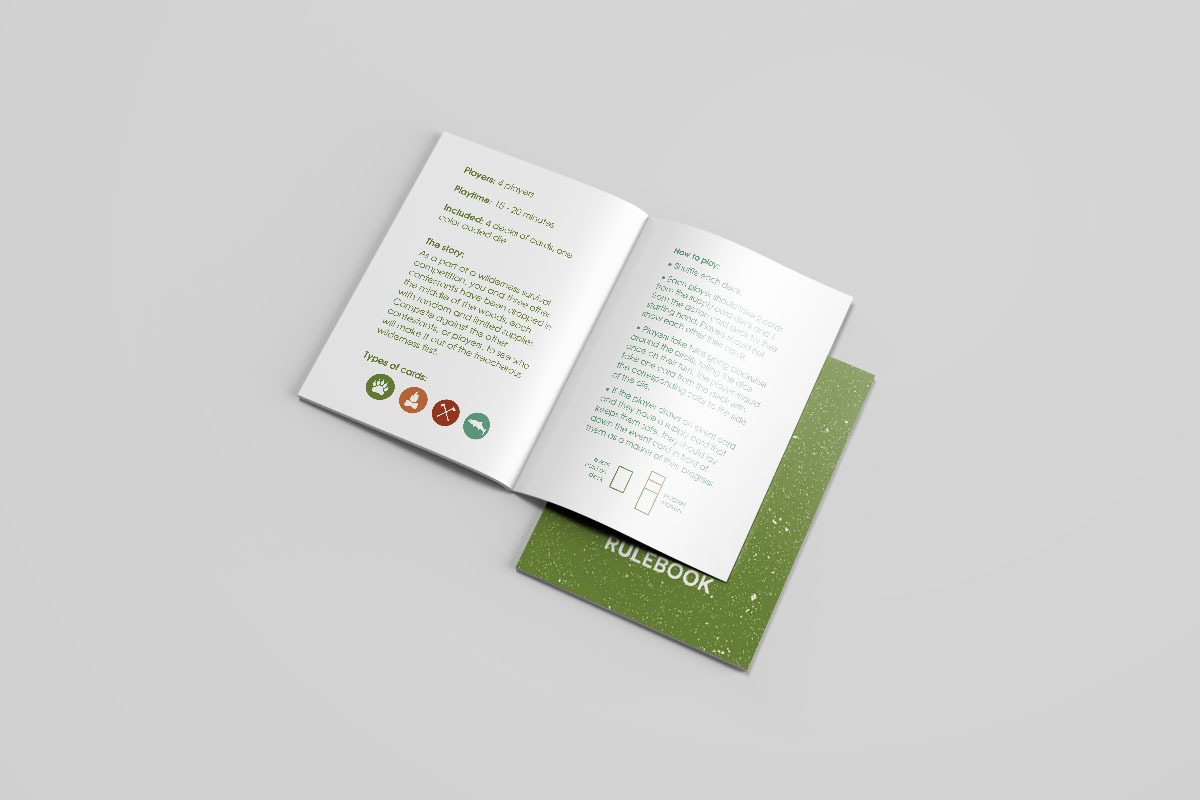 Players: 4 players
Playtime: 15 - 20 minutes
Included: 4 decks of cards, one
color coded die
The story:
As a part of a wilderness survival
competition, you and three other
contestants have been dropped in
the middle of the woods, each
with random and limited supplies.
Compete against the other
contestants, or players, to see who
will make it out of the treacherous
wilderness first.
Types of cards:
How to play:
• Shuffle each deck.
• Each player should take 3 cards
from the supply card deck and 1
from the action card deck for their
starting hand. Players should not
show each other their cards.
• Players take turns going clockwise
around the circle, rolling the dice
once on their turn. The player should
take one card from the deck with
the corresponding color to the side
of the die.
• If the player draws an event card
and they have a supply card that
keeps them safe, they should lay
down the event card in front of
them as a marker of their progress.
event
card
deck
progress
markers
RULEBOOK